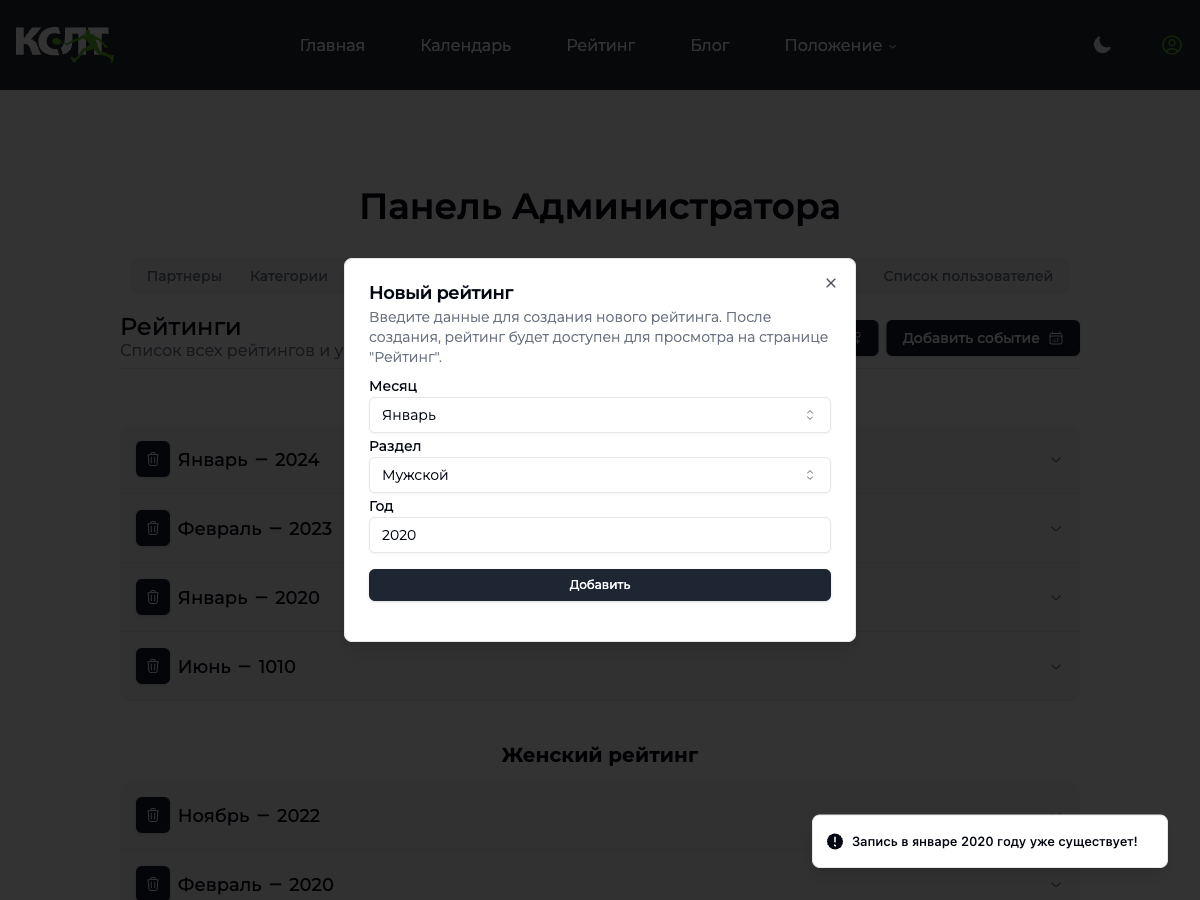 КСЛТ
Главная
Календарь
Рейтинг
Блог
Положение
Панель Администратора
Партнеры
Категории
Список пользователей
Рейтинги
Список всех рейтингов и у
Добавить событие
Новый рейтинг
Введите данные для создания нового рейтинга. После
создания, рейтинг будет доступен для просмотра на странице
"Рейтинг".
Месяц
Январь
Раздел
Мужской
Год
2020
Добавить
Январь — 2024
Февраль — 2023
Январь — 2020
Июнь — 1010
Женский рейтинг
Ноябрь — 2022
Февраль — 2020
Запись в январе 2020 году уже существует!